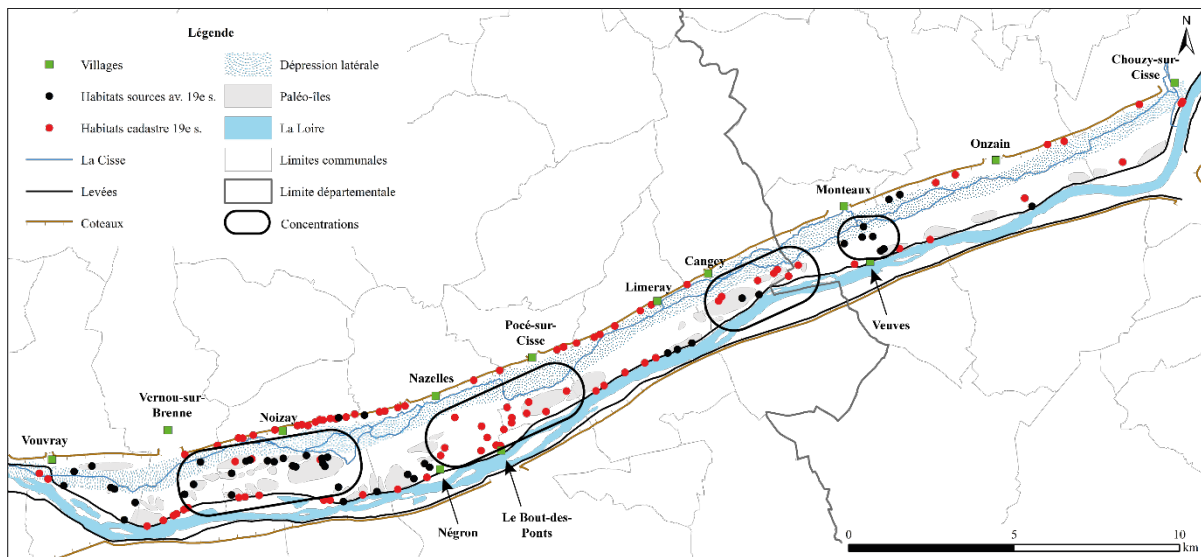 Légende
Villages
Habitats sources av. 19e s.
Habitats cadastre 19e s.
La Cisse
Levées
Coteaux
Dépression latérale
Paléo-îles
La Loire
Limites communales
Limite départementale
Concentrations
N
Chouzy-sur-
Cisse
Onzain
Monteaux
Cangey
Limeray
Veuves
Pocé-sur-
Cisse
Nazelles
Vernou-sur-
Brenne
Noizay
Vouvray
Négron
Le Bout-des-
Ponts
0 5 10
km